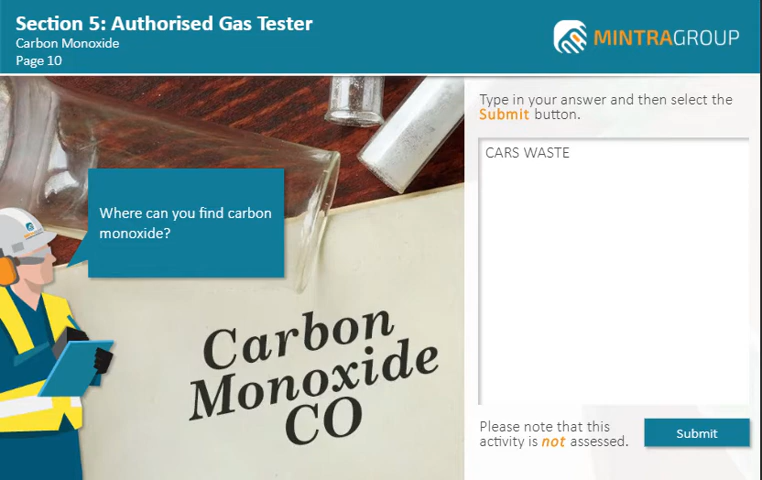 Section 5: Authorised Gas Tester
Carbon Monoxide
Page 10
MINTRAGROUP
Type in your answer and then select the
Submit button.
CARS WASTE
Where can you find carbon
monoxide?
Carbon
Monoxide
CO
Please note that this
activity is not assessed.
Submit